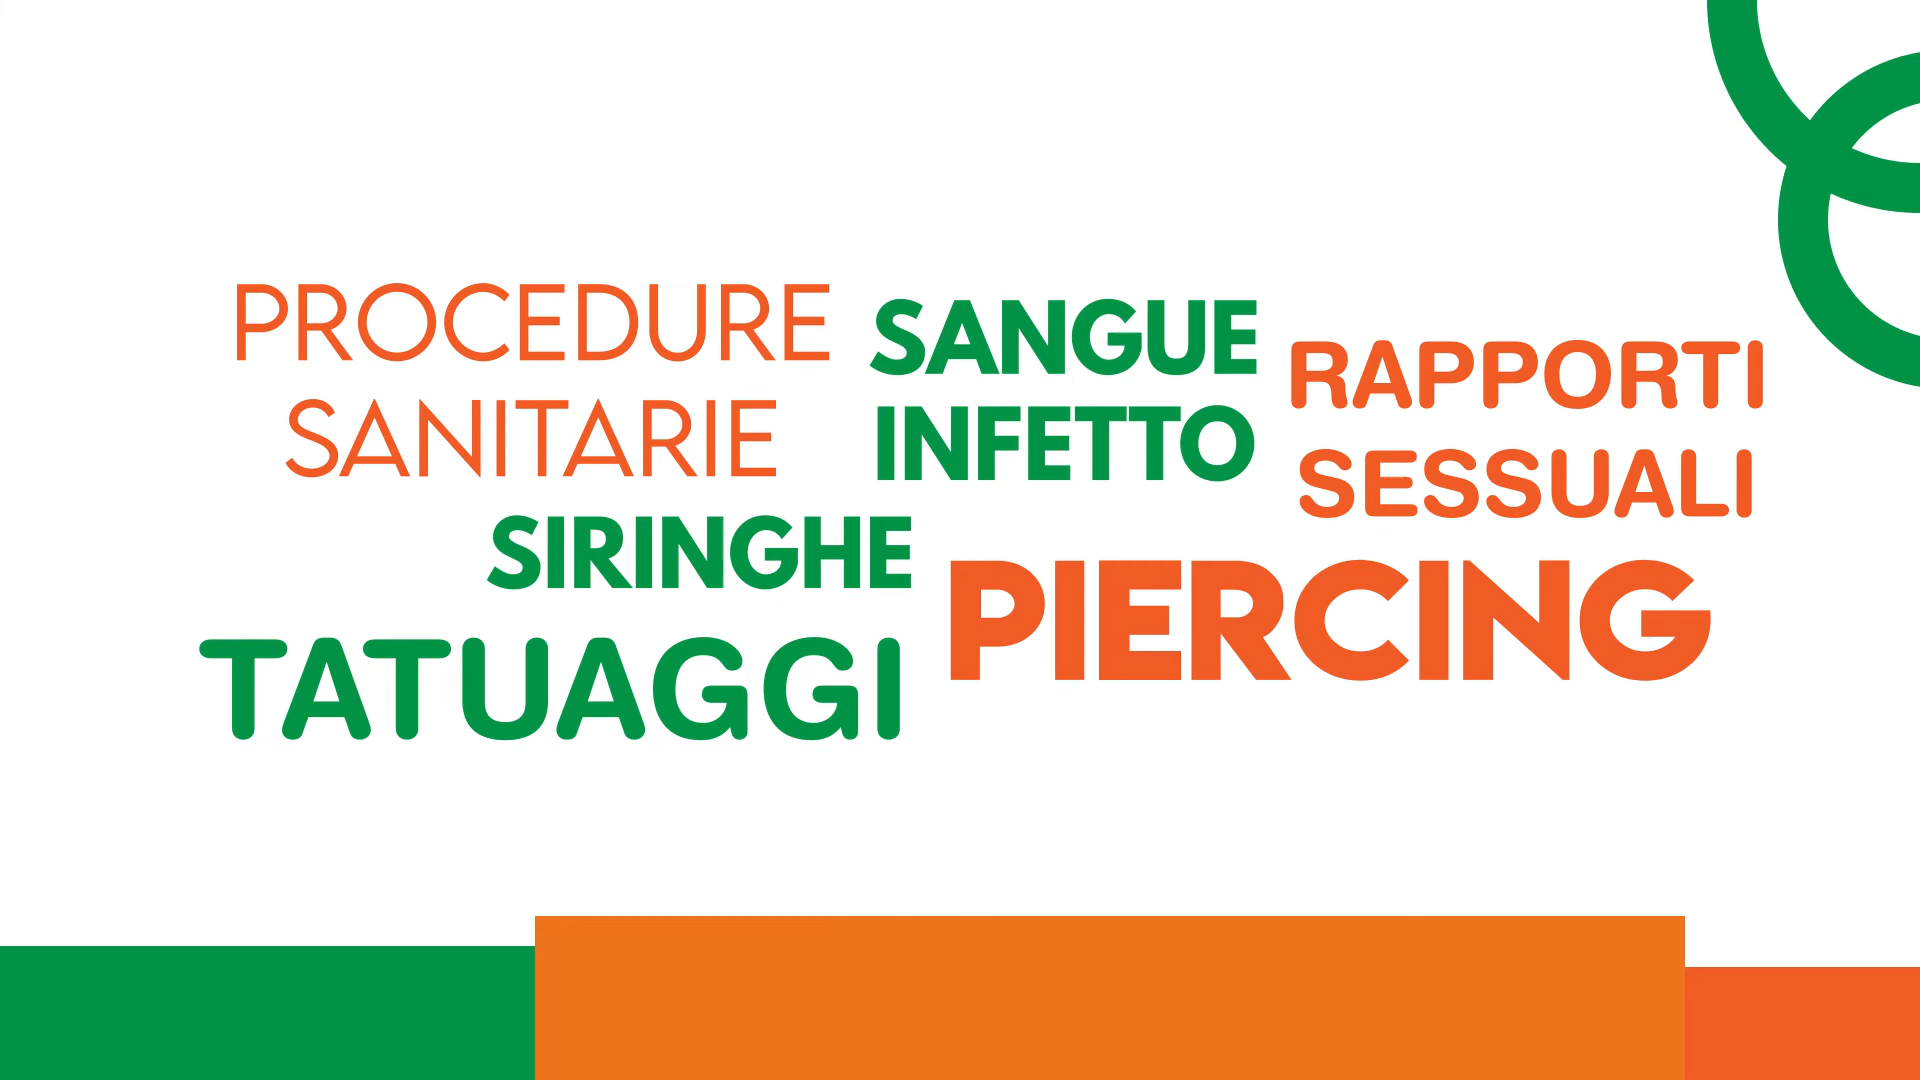 PROCEDURE
SANITARIE
SANGUE
INFETTO
RAPPORTI
SESSUALI
SIRINGHE
PIERCING
TATUAGGI